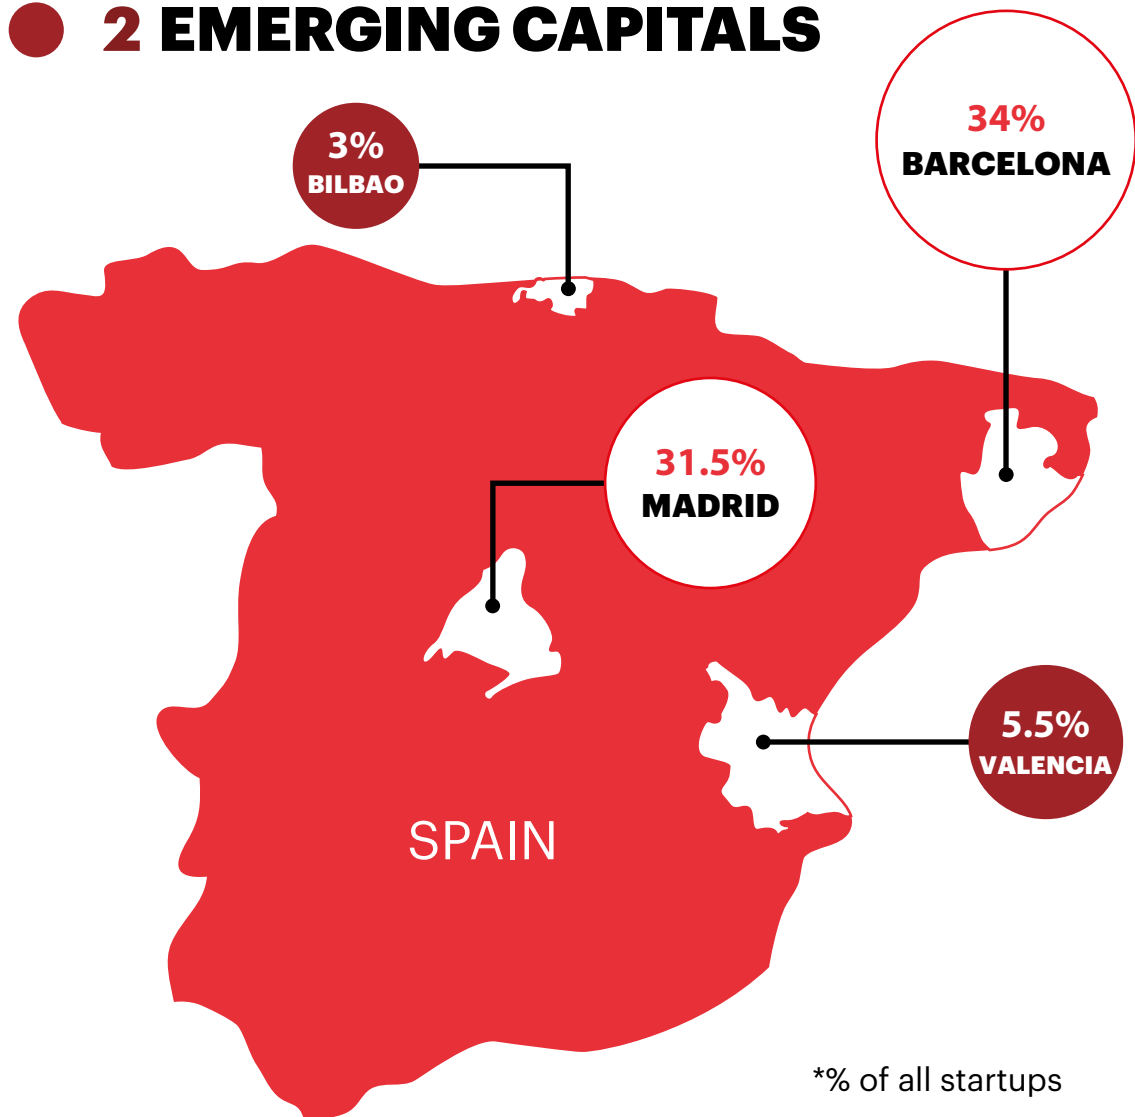 2 EMERGING CAPITALS
34%
BARCELONA
3%
BILBAO
31.5%
MADRID
5.5%
VALENCIA
SPAIN
*% of all startups